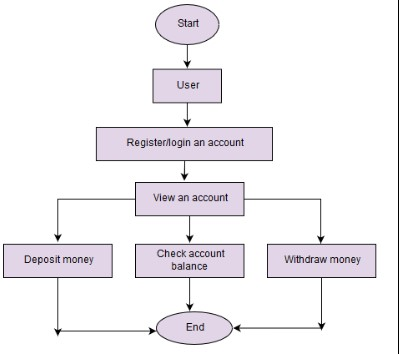 Start
User
Register/login an account
View an account
Deposit money
Check account
balance
Withdraw money
End